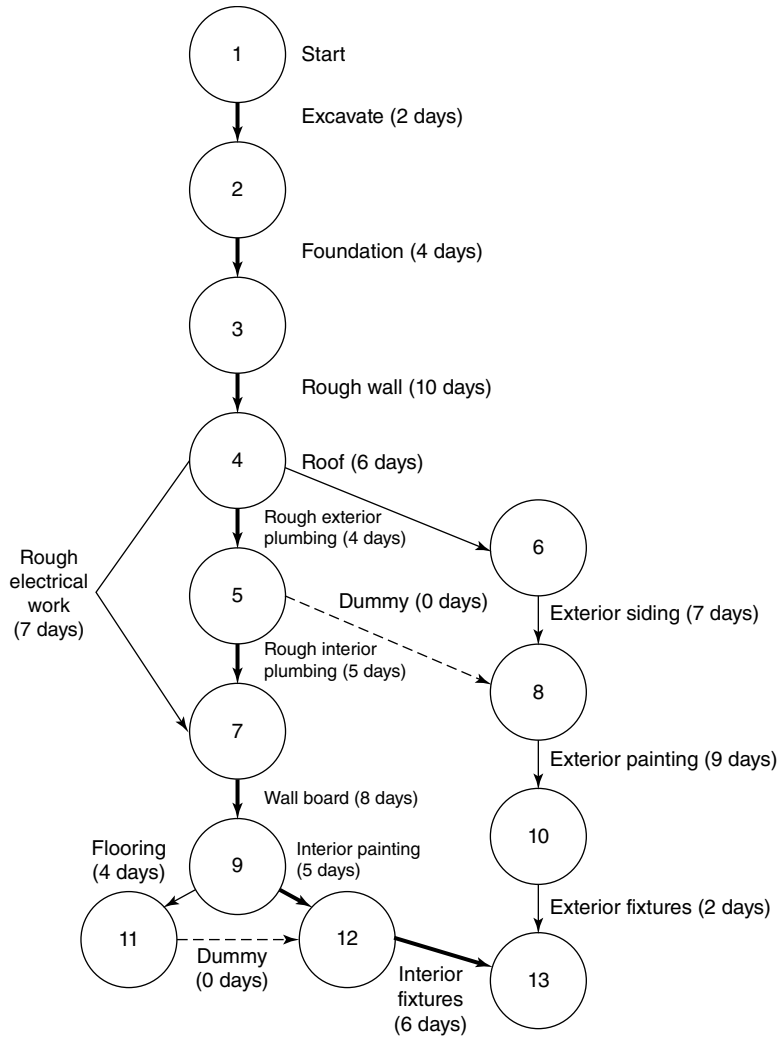 1
Start
Excavate (2 days)
2
Foundation (4 days)
3
Rough wall (10 days)
4
Roof (6 days)
Rough exterior
plumbing (4 days)
6
Rough
electrical
work
(7 days)
5
Dummy (0 days)
Exterior siding (7 days)
Rough interior
plumbing (5 days)
8
7
Exterior painting (9 days)
Wall board (8 days)
10
Flooring
(4 days)
9
Interior painting
(5 days)
Exterior fixtures (2 days)
11
Dummy
(0 days)
12
Interior
fixtures
(6 days)
13